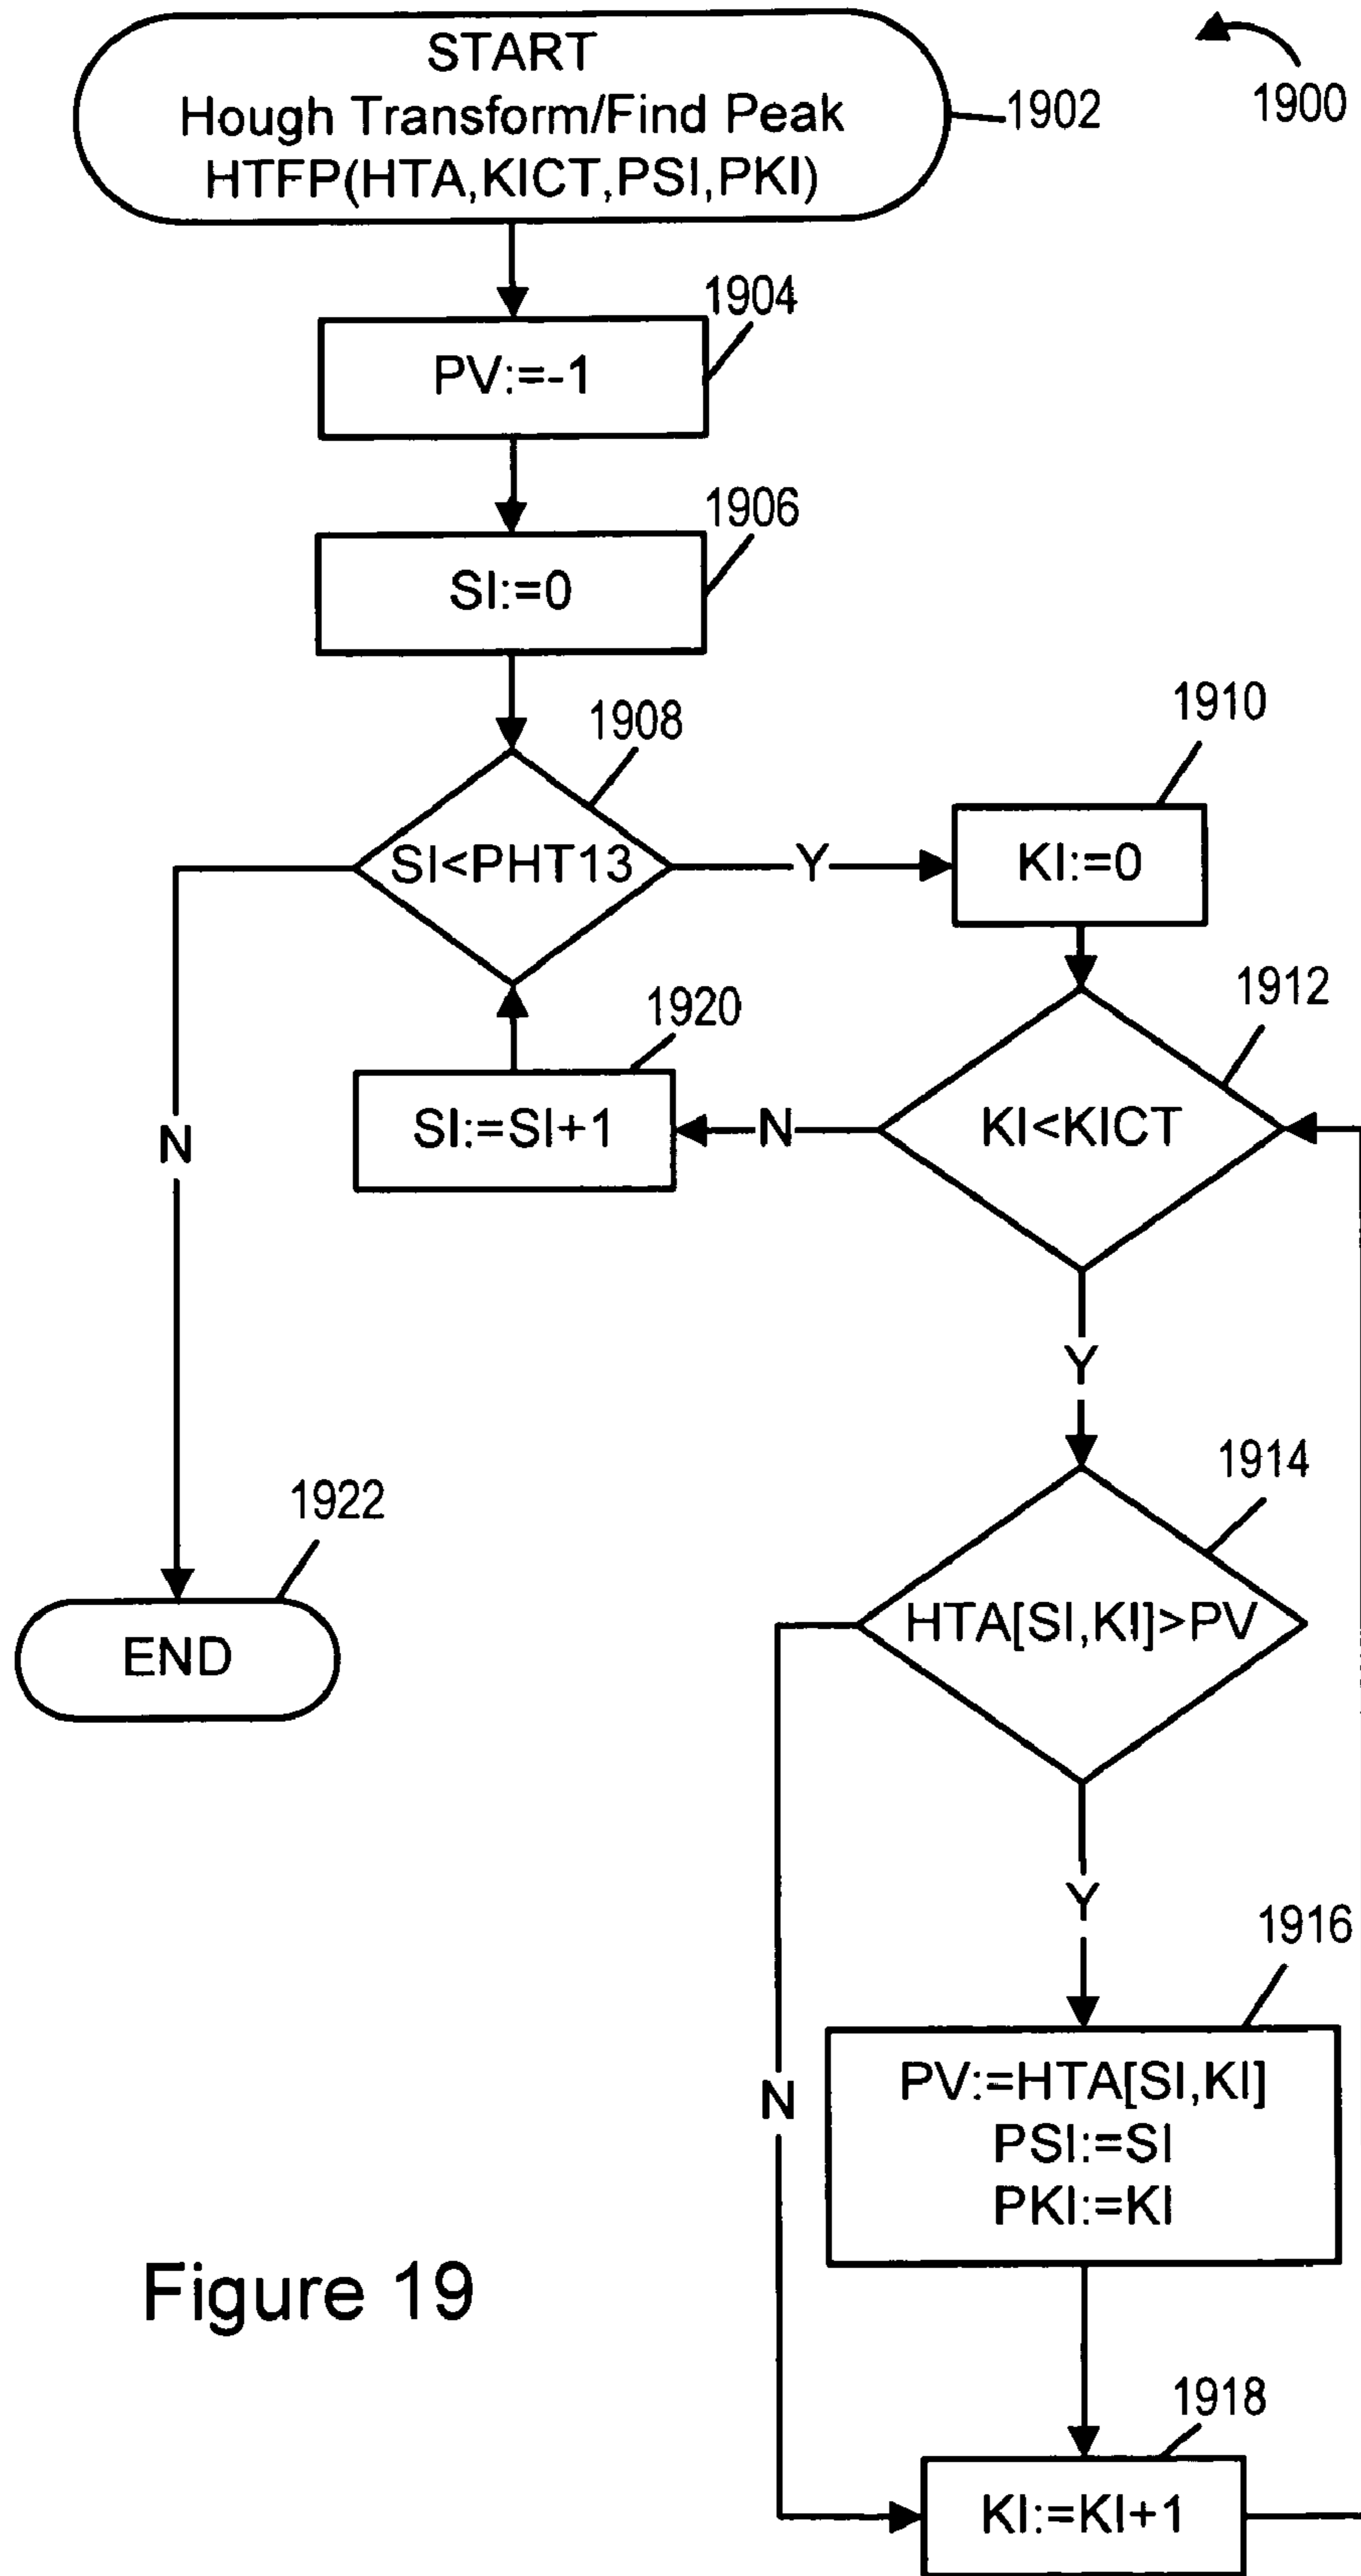 START
Hough Transform/Find Peak
HTFP(HTA,KICT,PSI,PKI)
1902
1900
PV:=-1
1904
SI:=0
1906
SI<PHT13
1908
Y
N
KI:=0
1910
KI<KICT
1912
N
Y
SI:=SI+1
1920
HTA[SI,KI]>PV
1914
Y
N
END
1922
PV:=HTA[SI,KI]
PSI:=SI
PKI:=KI
1916
KI:=KI+1
1918
Figure 19